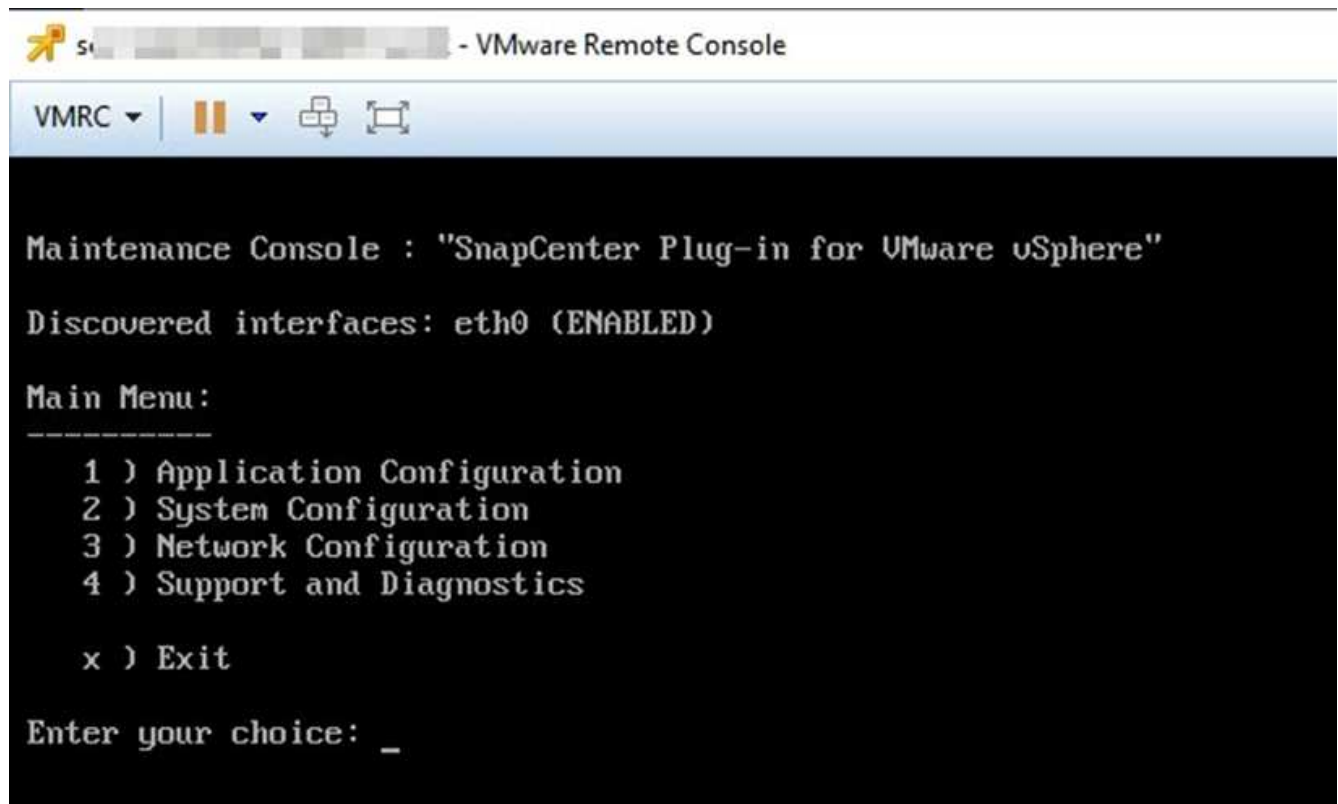 - VMware Remote Console
VMRC
Maintenance Console : "SnapCenter Plug-in for VMware vSphere"
Discovered interfaces: eth0 (ENABLED)
Main Menu:
----------
1 ) Application Configuration
2 ) System Configuration
3 ) Network Configuration
4 ) Support and Diagnostics
x ) Exit
Enter your choice: _